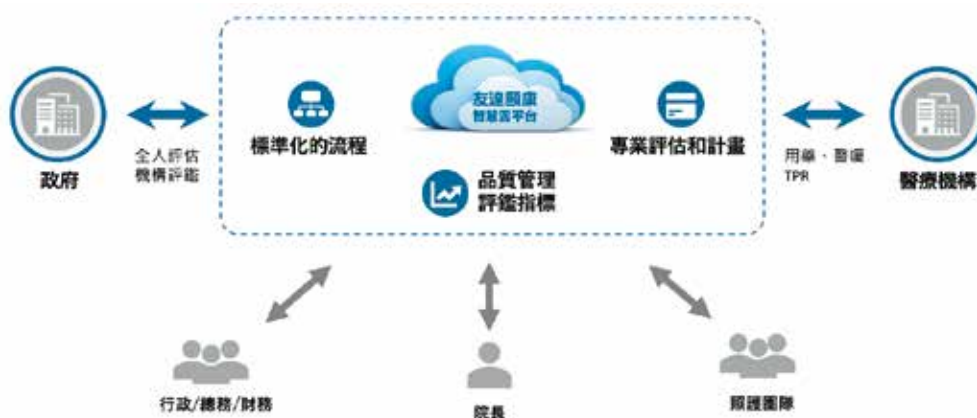 友達頤康
智慧雲平台
標準化的流程
專業評估和計畫
品質管理
評鑑指標
政府
全人評估
機構評鑑
用藥、醫囑
TPR
醫療機構
行政/總務/財務
院長
照護團隊